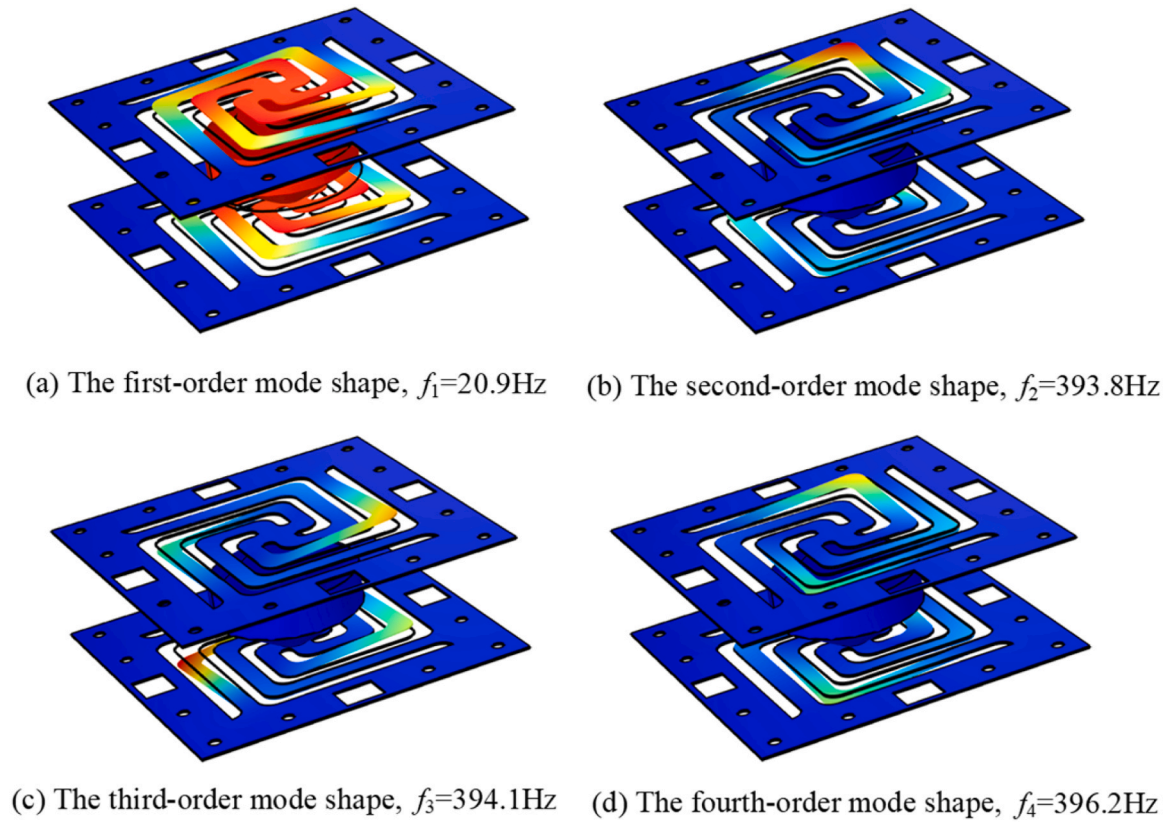 (a) The first-order mode shape, f₁=20.9Hz
(b) The second-order mode shape, f₂=393.8Hz
(c) The third-order mode shape, f₃=394.1Hz
(d) The fourth-order mode shape, f₄=396.2Hz